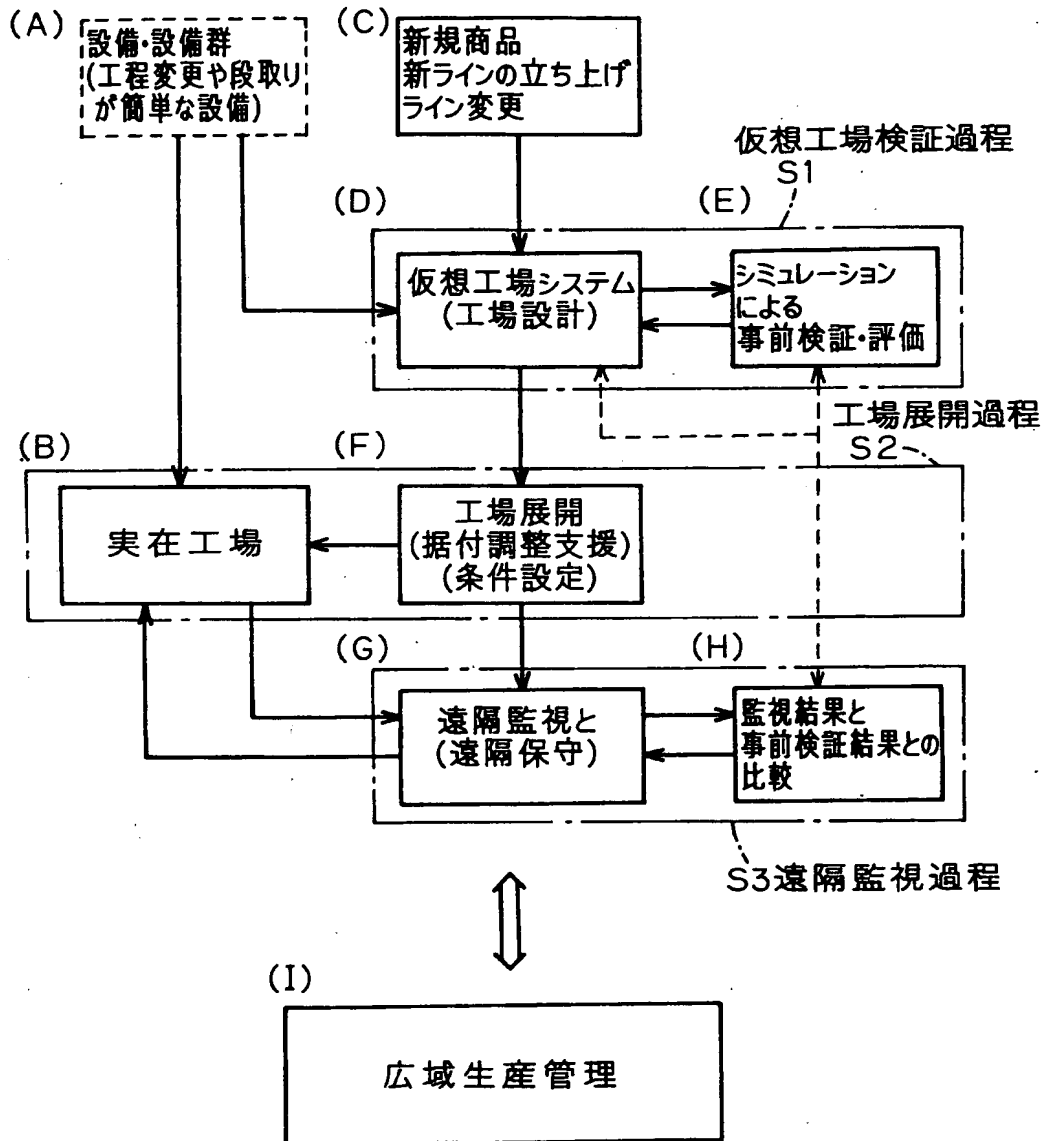 (A)
設備・設備群
(工程変更や段取り
が簡単な設備)
(C)
新規商品
新ラインの立ち上げ
ライン変更
仮想工場検証過程
S1
(D)
(E)
仮想工場システム
(工場設計)
シミュレーション
による
事前検証・評価
工場展開過程
S2
(B)
(F)
実在工場
工場展開
(据付調整支援)
(条件設定)
(G)
(H)
遠隔監視と
(遠隔保守)
監視結果と
事前検証結果との
比較
S3遠隔監視過程
(I)
広域生産管理